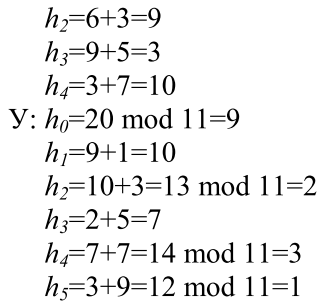 h₂=6+3=9
h₃=9+5=3
h₄=3+7=10
У: h₀=20 mod 11=9
h₁=9+1=10
h₂=10+3=13 mod 11=2
h₃=2+5=7
h₄=7+7=14 mod 11=3
h₅=3+9=12 mod 11=1